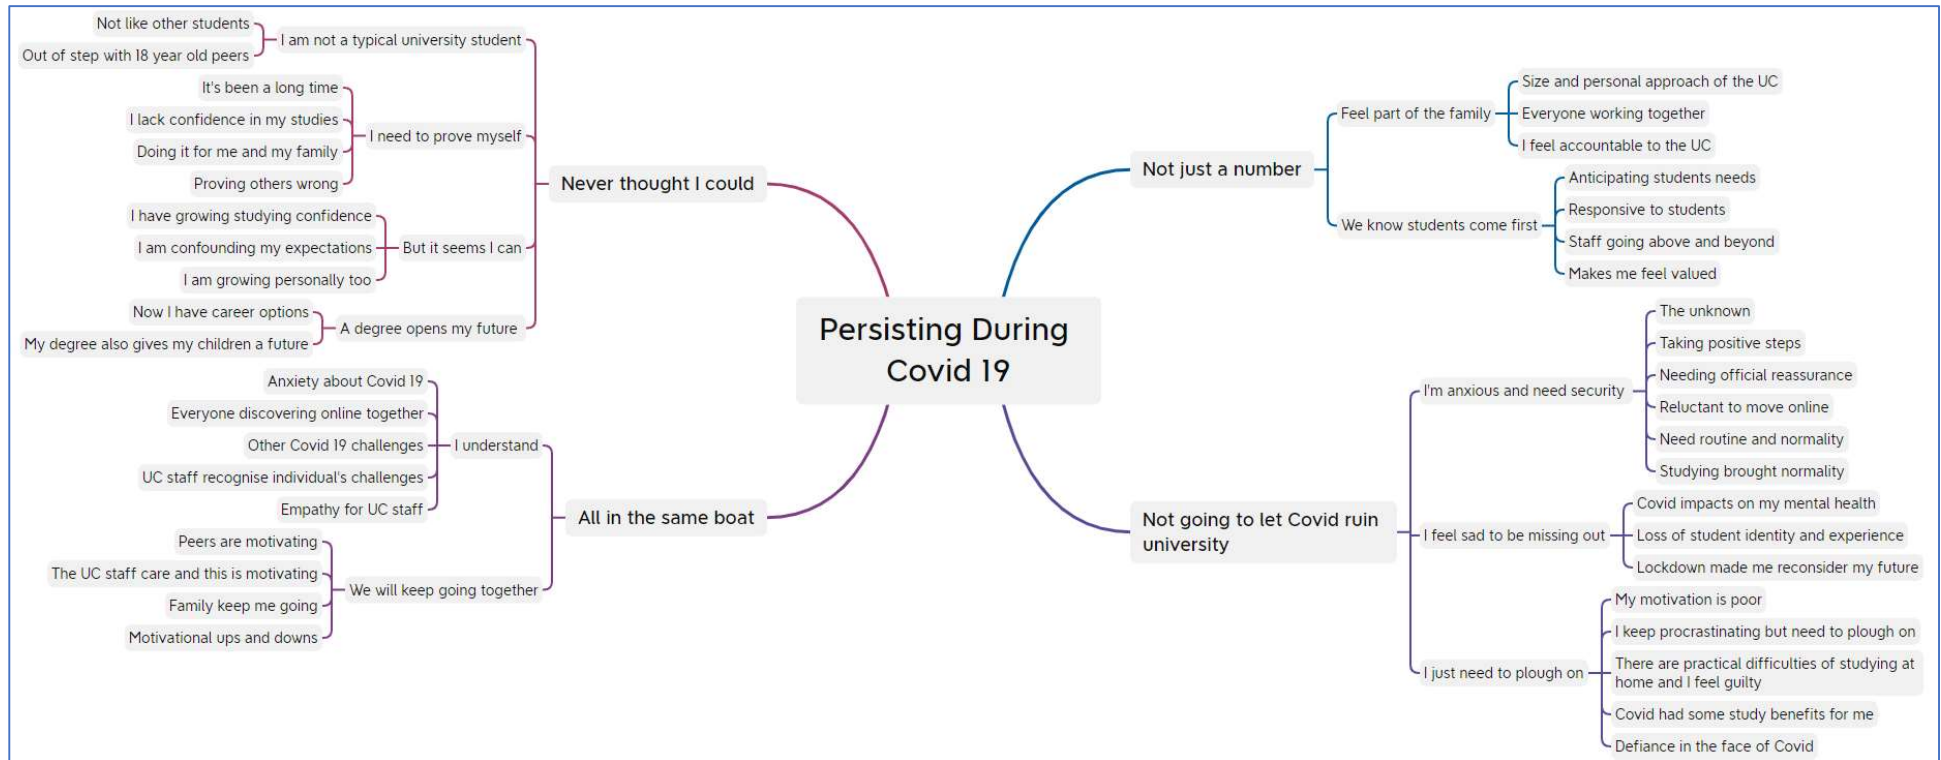 Persisting During
Covid 19
Never thought I could
I am not a typical university student
Not like other students
Out of step with 18 year old peers
I need to prove myself
It's been a long time
I lack confidence in my studies
Doing it for me and my family
Proving others wrong
But it seems I can
I have growing studying confidence
I am confounding my expectations
I am growing personally too
A degree opens my future
Now I have career options
My degree also gives my children a future
All in the same boat
I understand
Anxiety about Covid 19
Everyone discovering online together
Other Covid 19 challenges
UC staff recognise individual's challenges
Empathy for UC staff
We will keep going together
Peers are motivating
The UC staff care and this is motivating
Family keep me going
Motivational ups and downs
Not just a number
Feel part of the family
Size and personal approach of the UC
Everyone working together
I feel accountable to the UC
We know students come first
Anticipating students needs
Responsive to students
Staff going above and beyond
Makes me feel valued
Not going to let Covid ruin
university
I'm anxious and need security
The unknown
Taking positive steps
Needing official reassurance
Reluctant to move online
Need routine and normality
Studying brought normality
I feel sad to be missing out
Covid impacts on my mental health
Loss of student identity and experience
Lockdown made me reconsider my future
I just need to plough on
My motivation is poor
I keep procrastinating but need to plough on
There are practical difficulties of studying at
home and I feel guilty
Covid had some study benefits for me
Defiance in the face of Covid